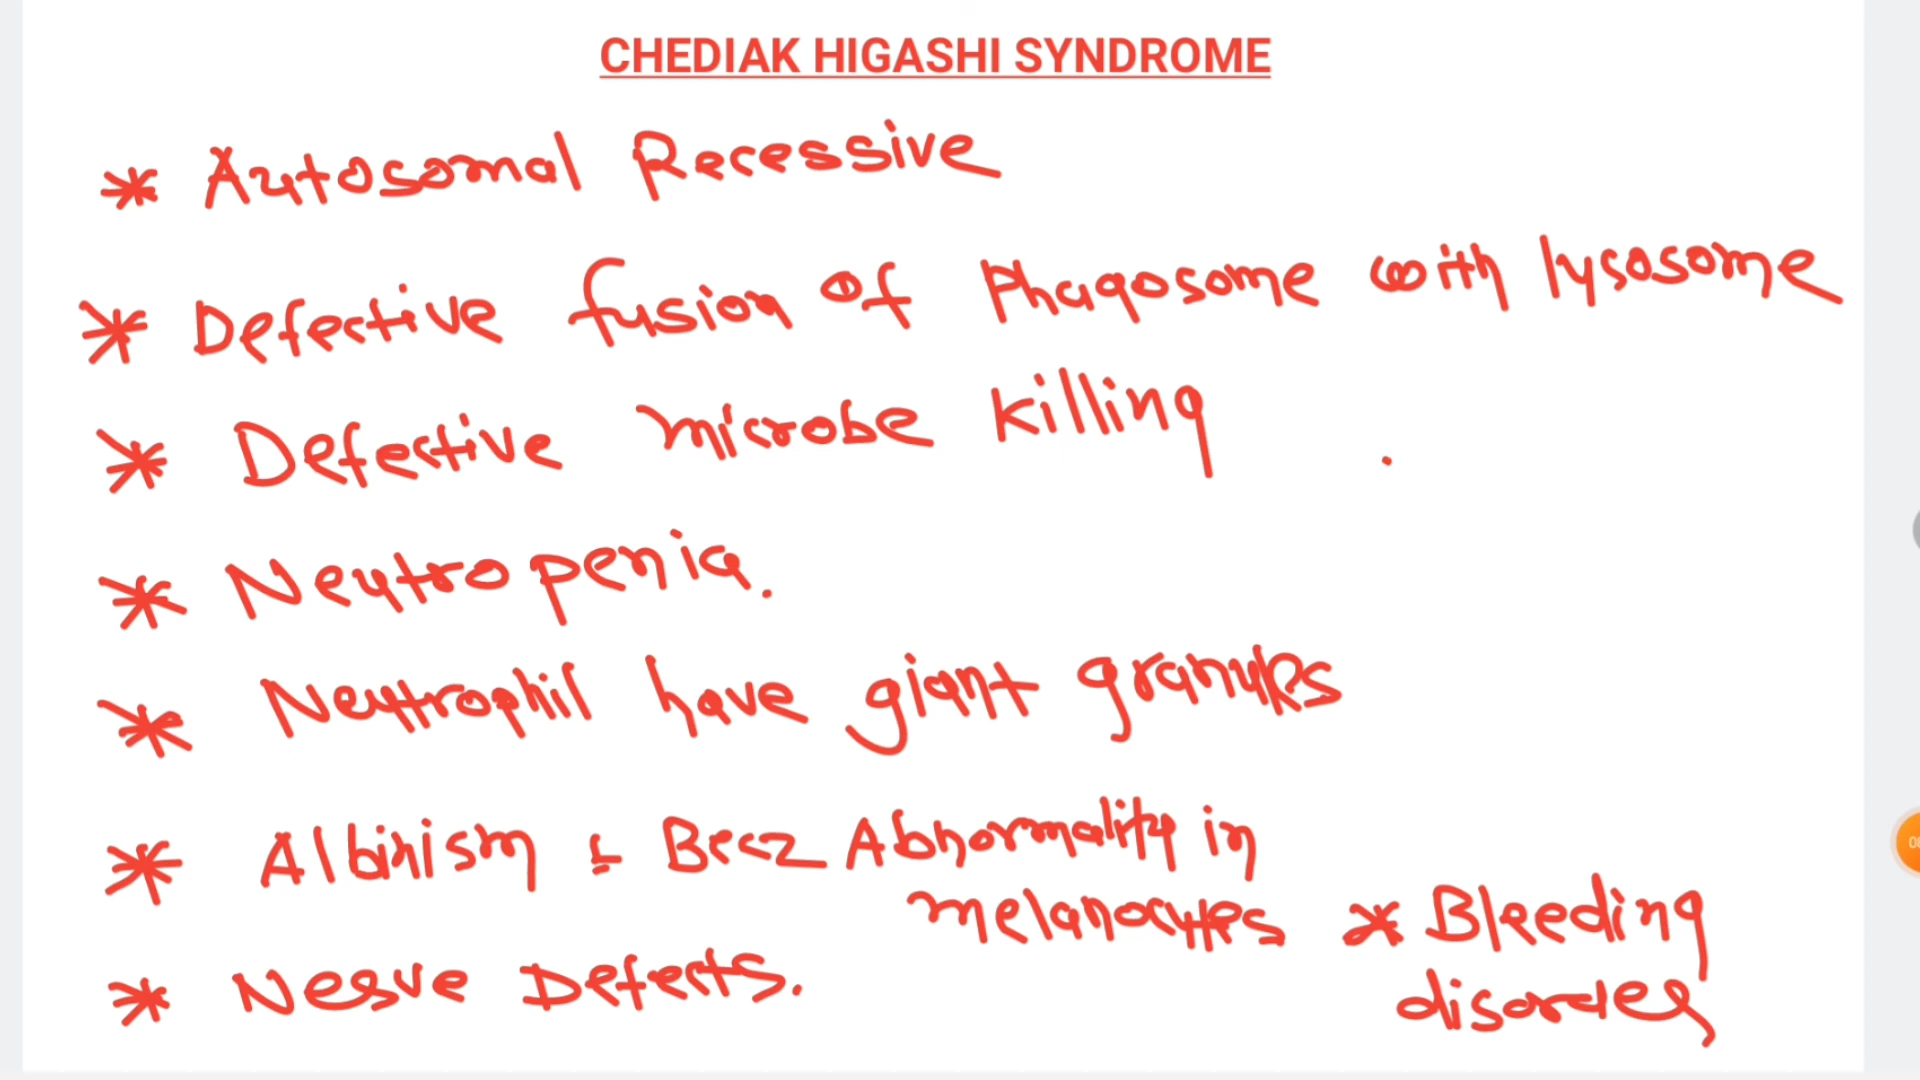 CHEDIAK HIGASHI SYNDROME
* Autosomal Recessive
* Defective fusion of Phagosome with lysosome
* Defective microbe killing
* Neutropenia.
* Neutrophil have giant granules
* Albinism : Becz Abnormality in
melanocytes * Bleeding
* Nerve Defects. disorder